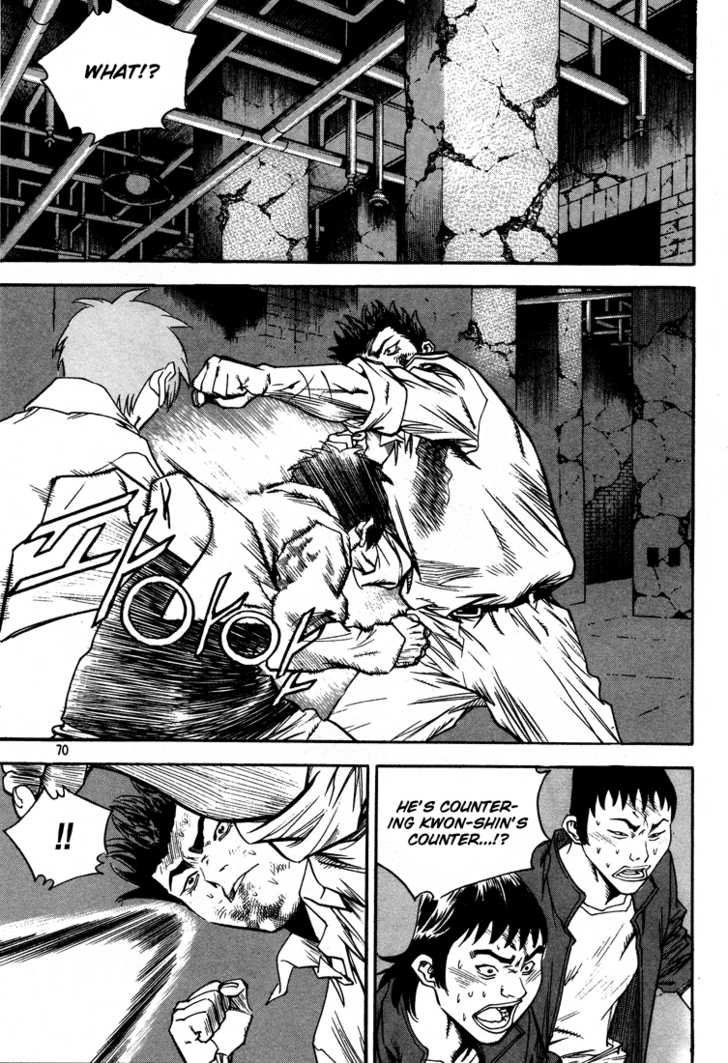 WHAT!?
70
!!
HE'S COUNTER-
ING KWON-SHIN'S
COUNTER...!?